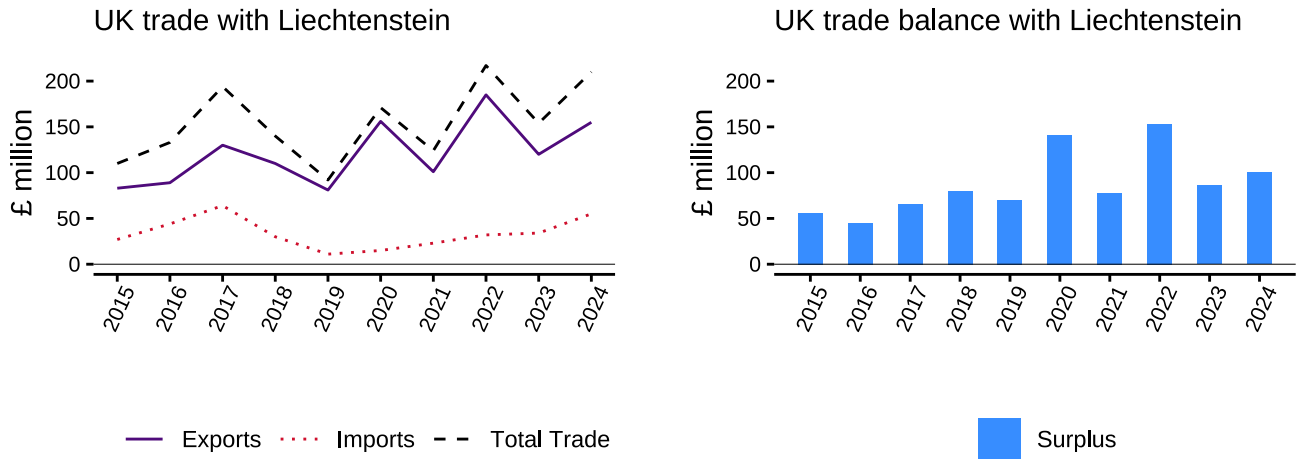 UK trade with Liechtenstein
£ million
200
150
100
50
0
2015 2016 2017 2018 2019 2020 2021 2022 2023 2024
Exports Imports Total Trade
UK trade balance with Liechtenstein
£ million
200
150
100
50
0
2015 2016 2017 2018 2019 2020 2021 2022 2023 2024
Surplus